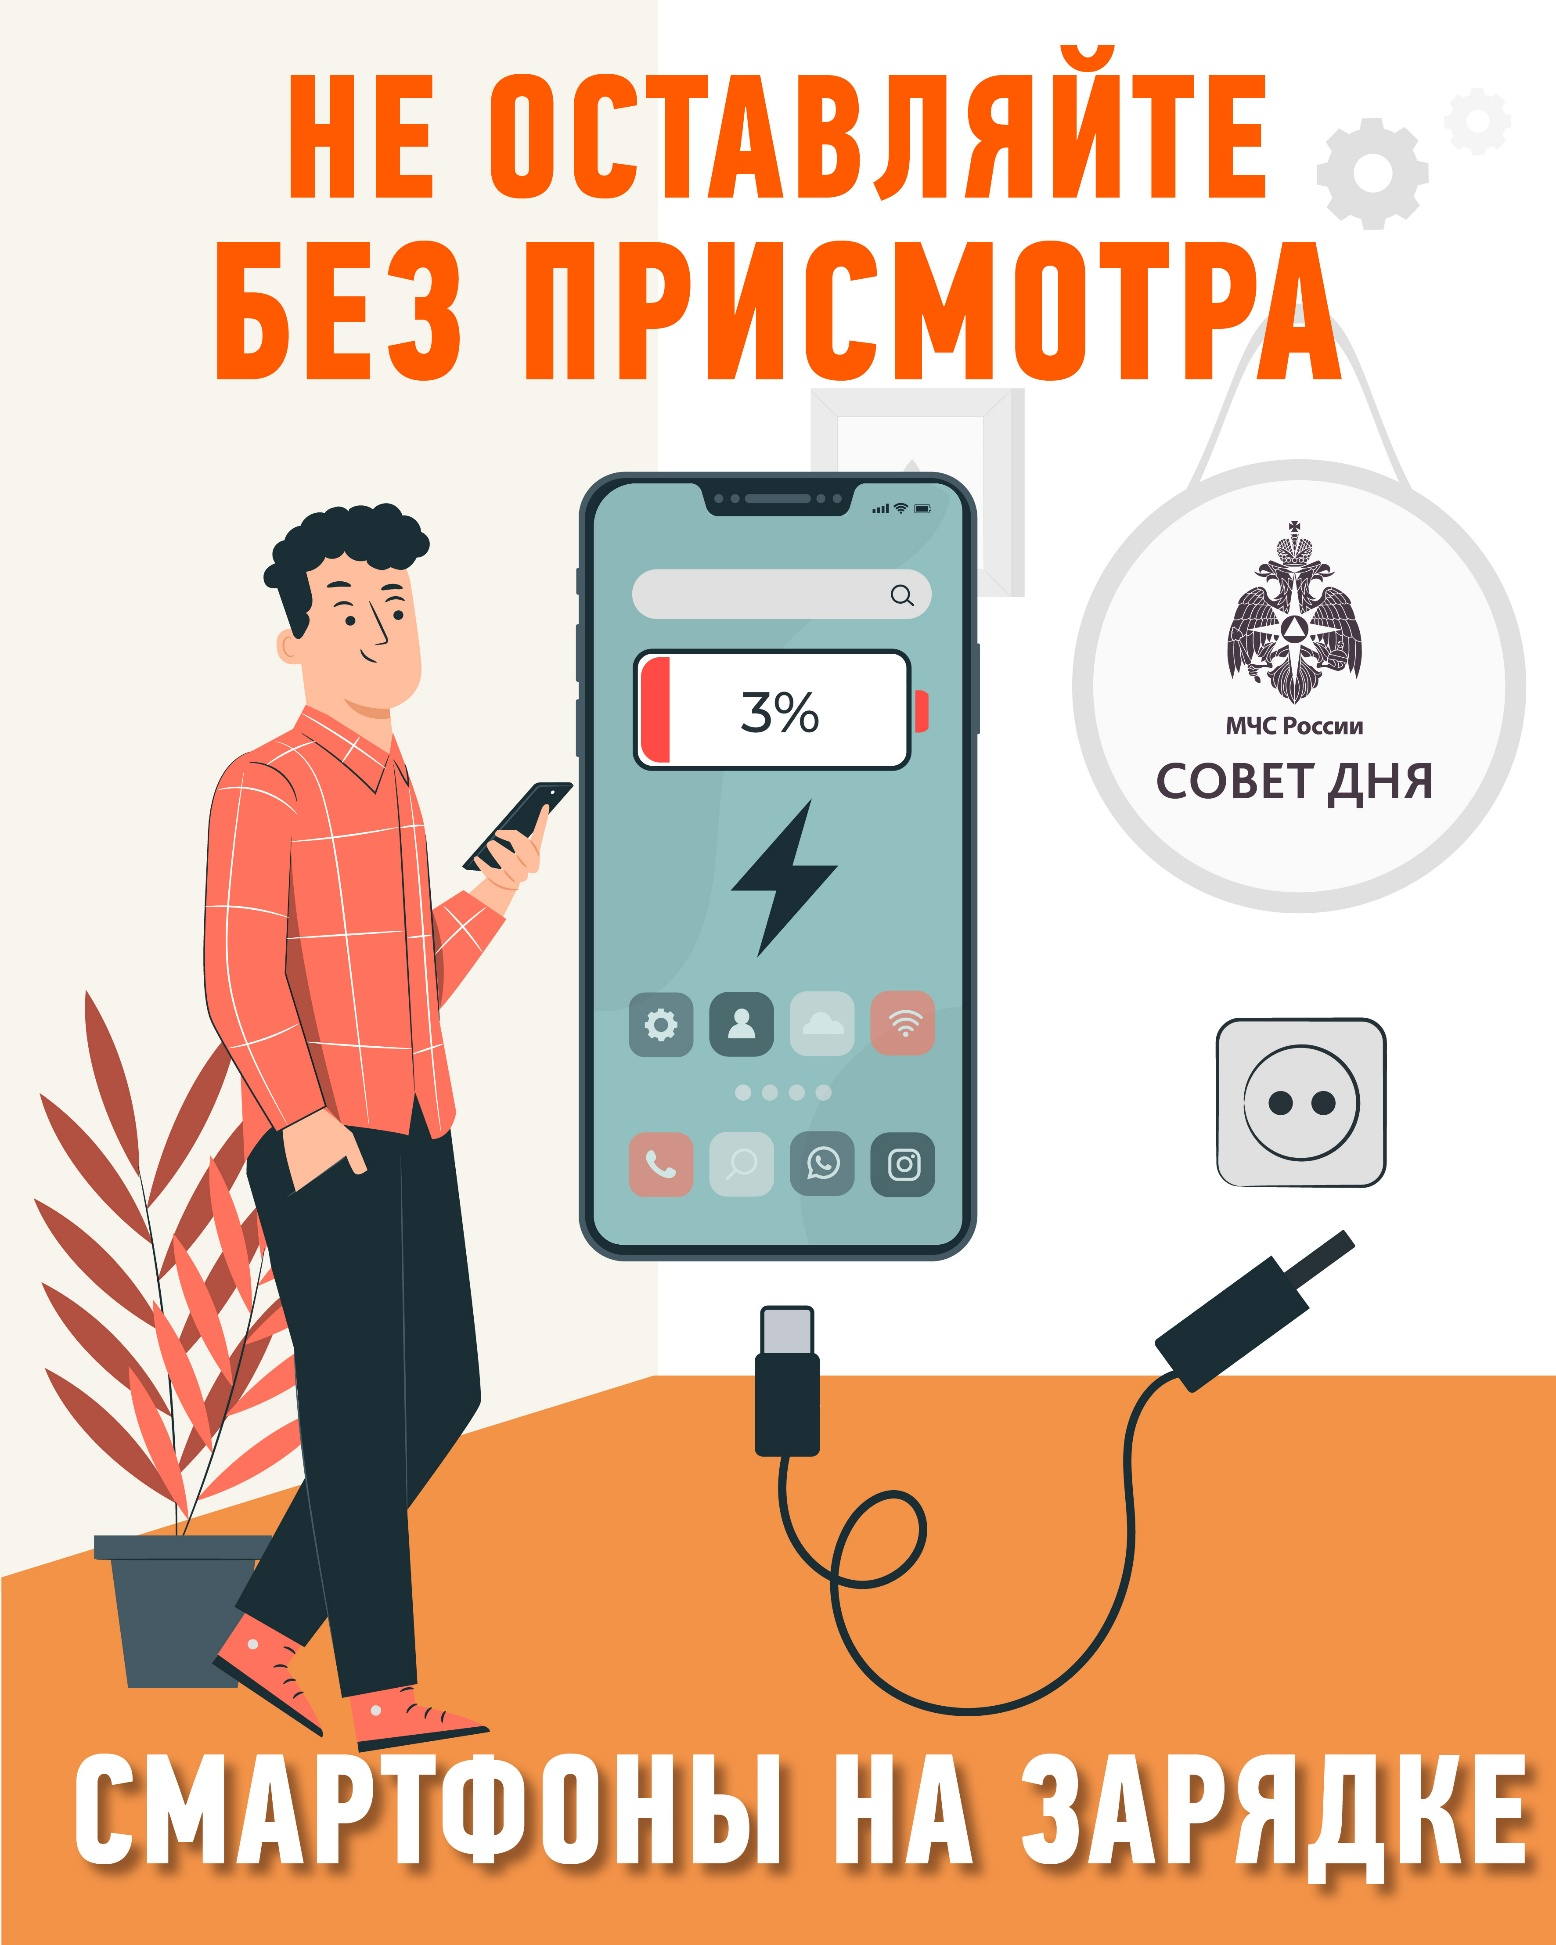 НЕ ОСТАВЛЯЙТЕ
БЕЗ ПРИСМОТРА
3%
МЧС России
СОВЕТ ДНЯ
СМАРТФОНЫ НА ЗАРЯДКЕ